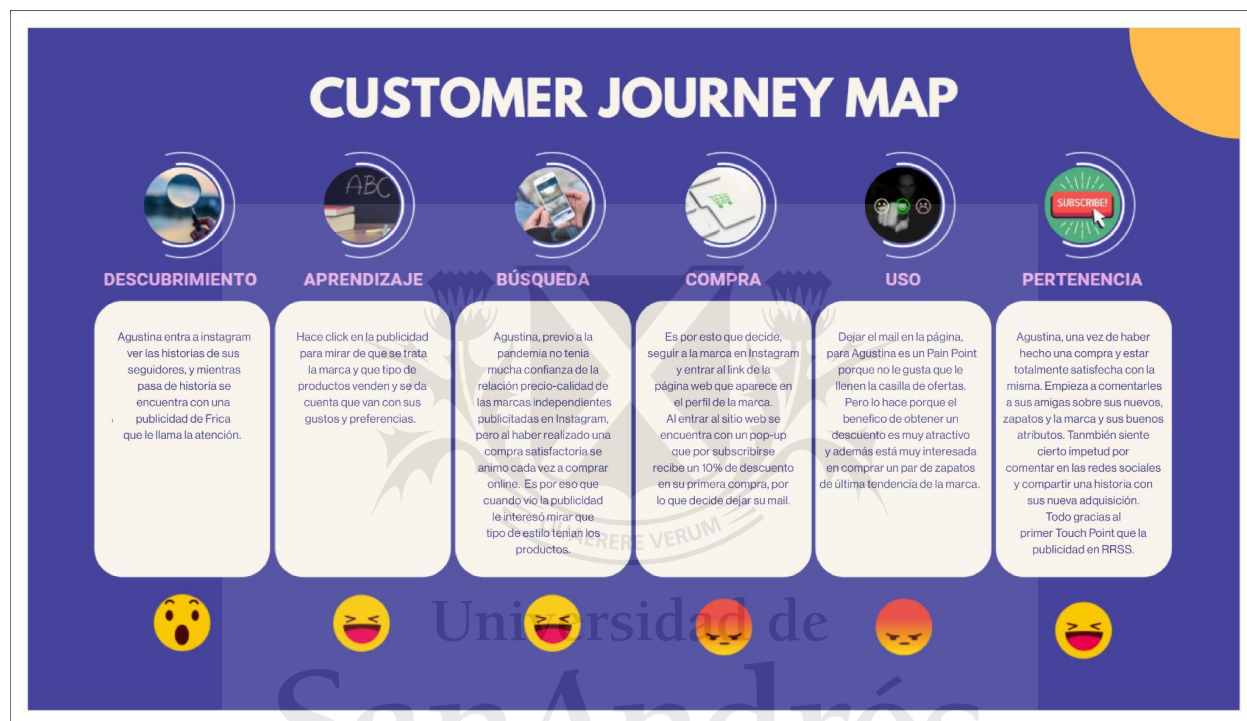 CUSTOMER JOURNEY MAP
ABC
SUBSCRIBE!
DESCUBRIMIENTO
Agustina entra a instagram
ver las historias de sus
seguidores, y mientras
pasa de historia se
encuentra con una
publicidad de Frica
que le llama la atención.
APRENDIZAJE
Hace click en la publicidad
para mirar de que se trata
la marca y que tipo de
productos venden y se da
cuenta que van con sus
gustos y preferencias.
BÚSQUEDA
Agustina, previo a la
pandemia no tenia
mucha confianza de la
relación precio-calidad de
las marcas independientes
publicitadas en Instagram,
pero al haber realizado una
compra satisfactoria se
animo cada vez a comprar
online. Es por eso que
cuando vio la publicidad
le interesó mirar que
tipo de estilo tenian los
productos.
COMPRA
Es por esto que decide,
seguir a la marca en Instagram
y entrar al link de la
página web que aparece en
el perfil de la marca.
Al entrar al sitio web se
encuentra con un pop-up
que por subscribirse
recibe un 10% de descuento
en su primera compra, por
lo que decide dejar su mail.
USO
Dejar el mail en la página,
para Agustina es un Pain Point
porque no le gusta que le
llenen la casilla de ofertas.
Pero lo hace porque el
benefico de obtener un
descuento es muy atractivo
y además está muy interesada
en comprar un par de zapatos
de última tendencia de la marca.
PERTENENCIA
Agustina, una vez de haber
hecho una compra y estar
totalmente satisfecha con la
misma. Empieza a comentarles
a sus amigas sobre sus nuevos,
zapatos y la marca y sus buenos
atributos. Tanmbién siente
cierto ímpetud por
comentar en las redes sociales
y compartir una historia con
sus nueva adquisición.
Todo gracias al
primer Touch Point que la
publicidad en RRSS.
QUAERERE VERUM
Universidad de
SanAndrés